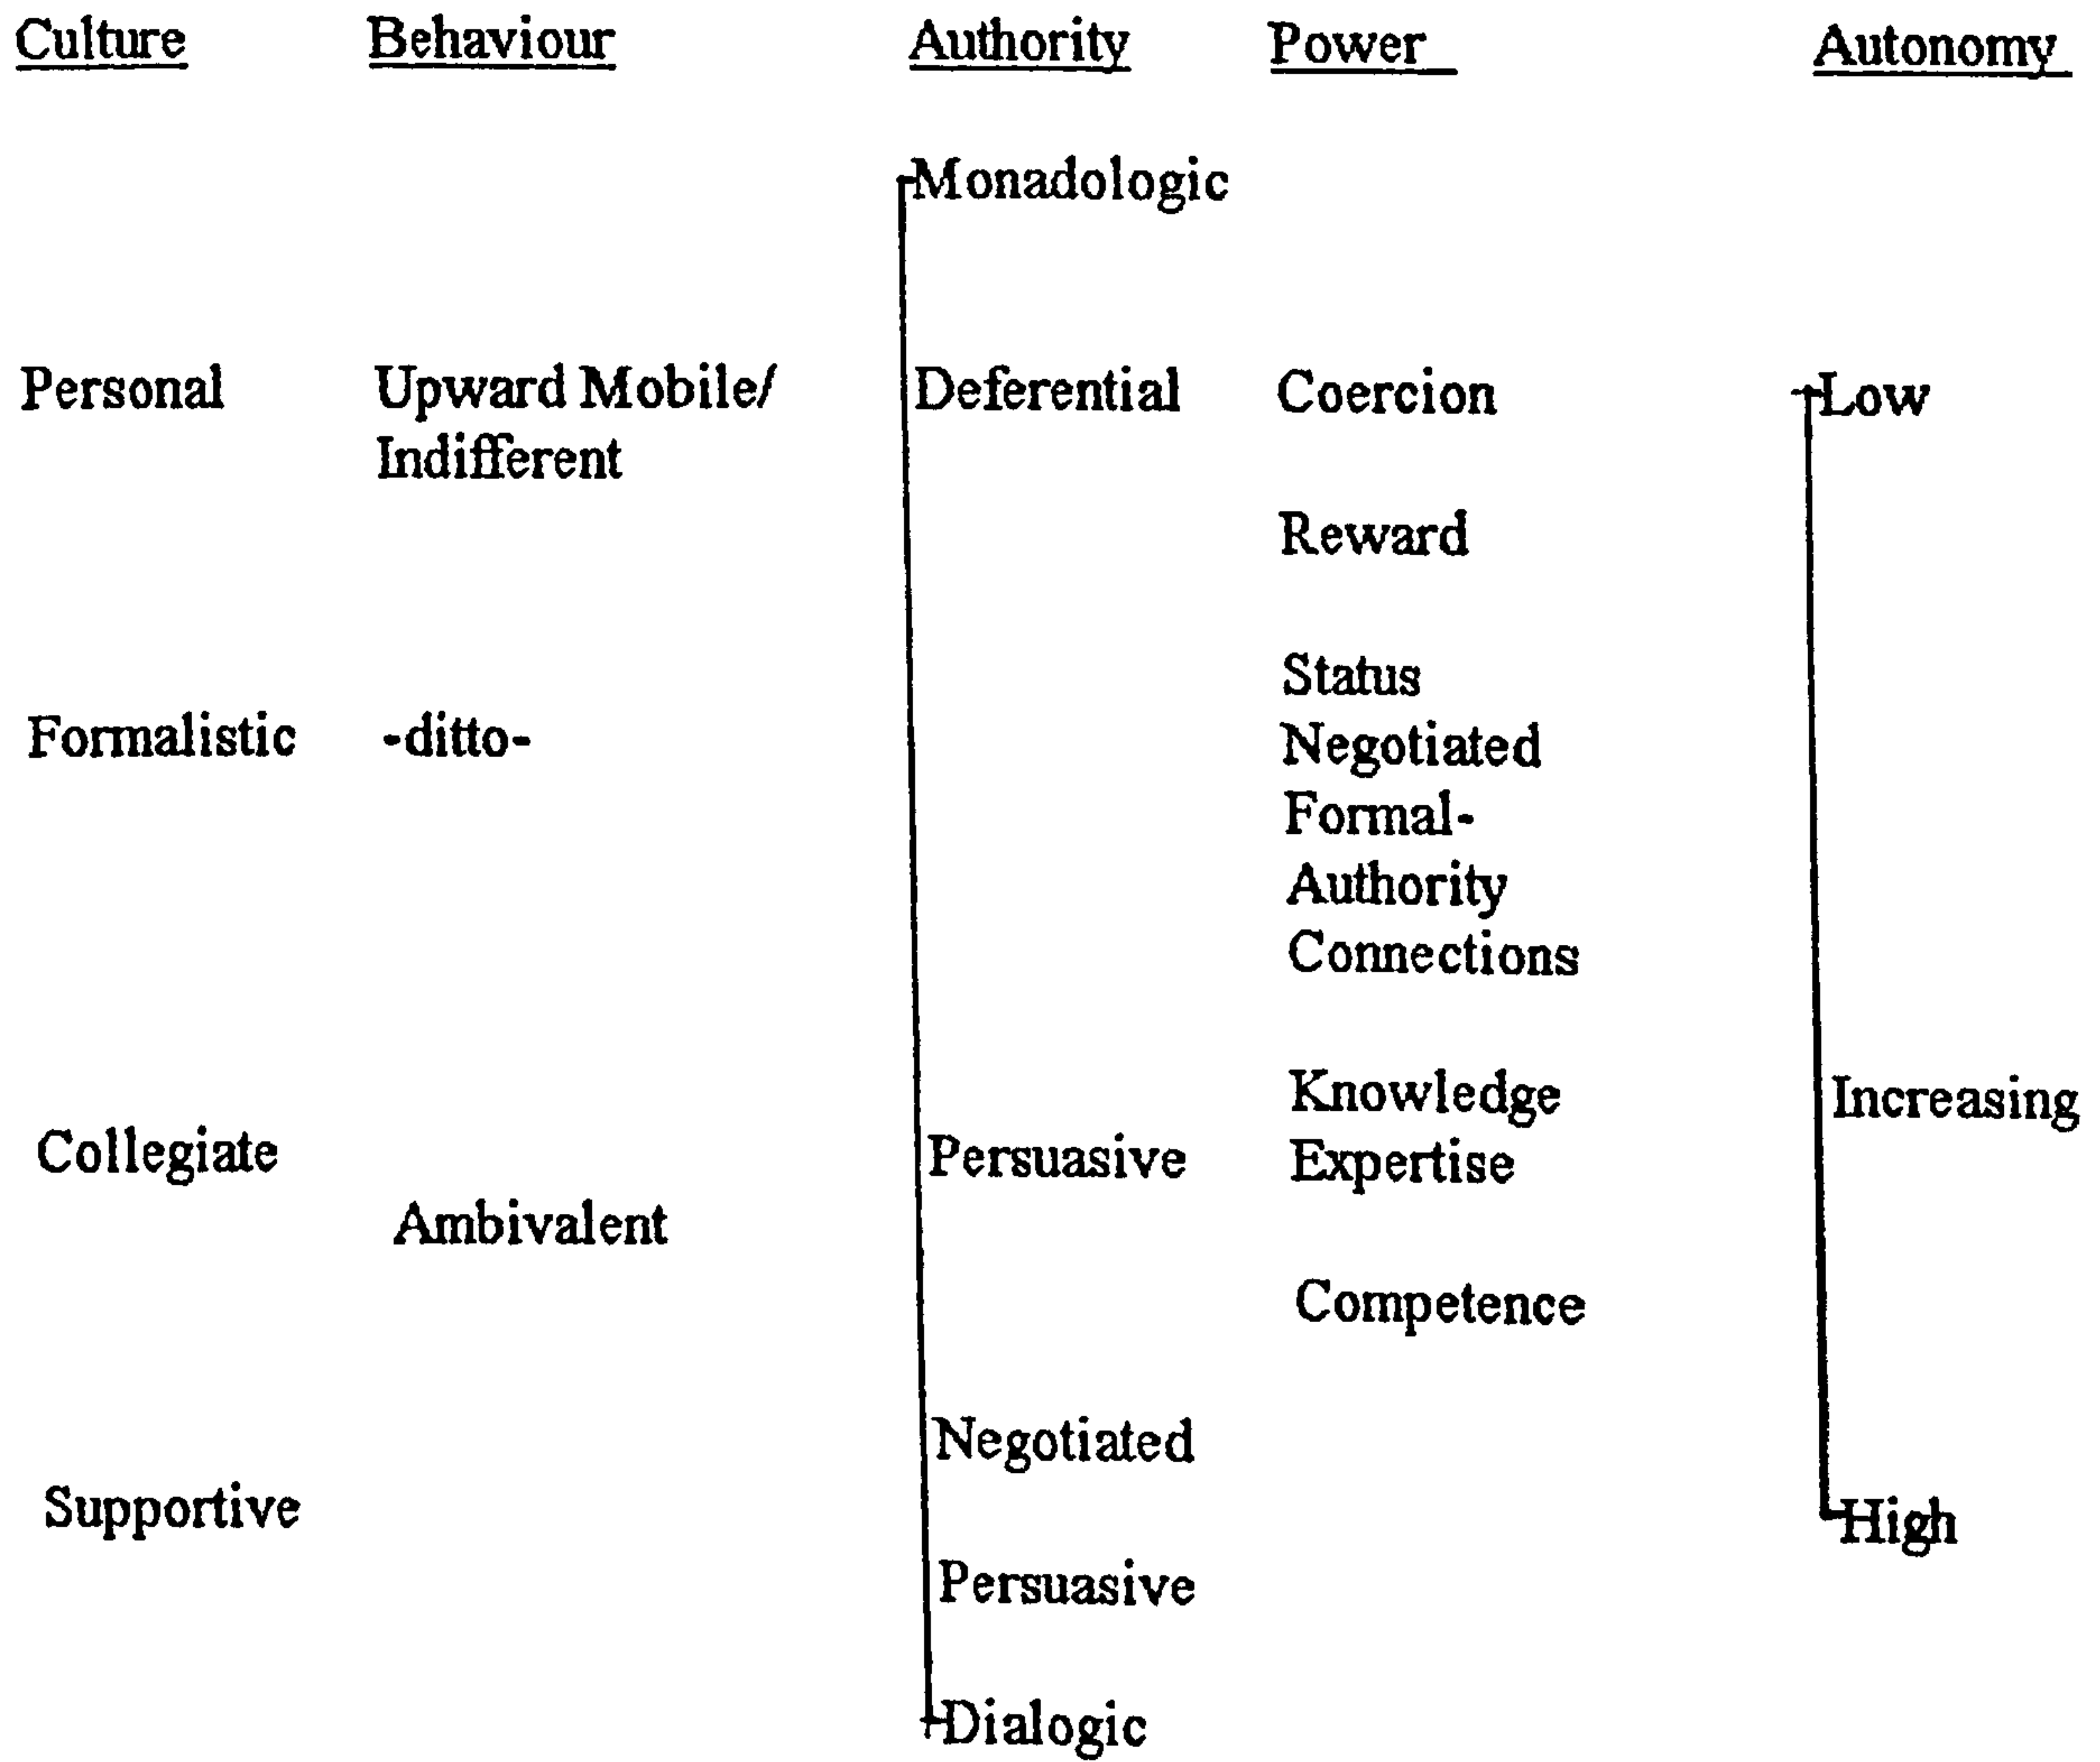 Culture Behaviour Authority Power Autonomy
Monadologic
Personal Upward Mobile/ Deferential Coercion Low
Indifferent
Reward
Status
Formalistic -ditto- Negotiated
Formal-
Authority
Connections
Knowledge Increasing
Collegiate Persuasive Expertise
Ambivalent
Competence
Negotiated
Supportive High
Persuasive
Dialogic